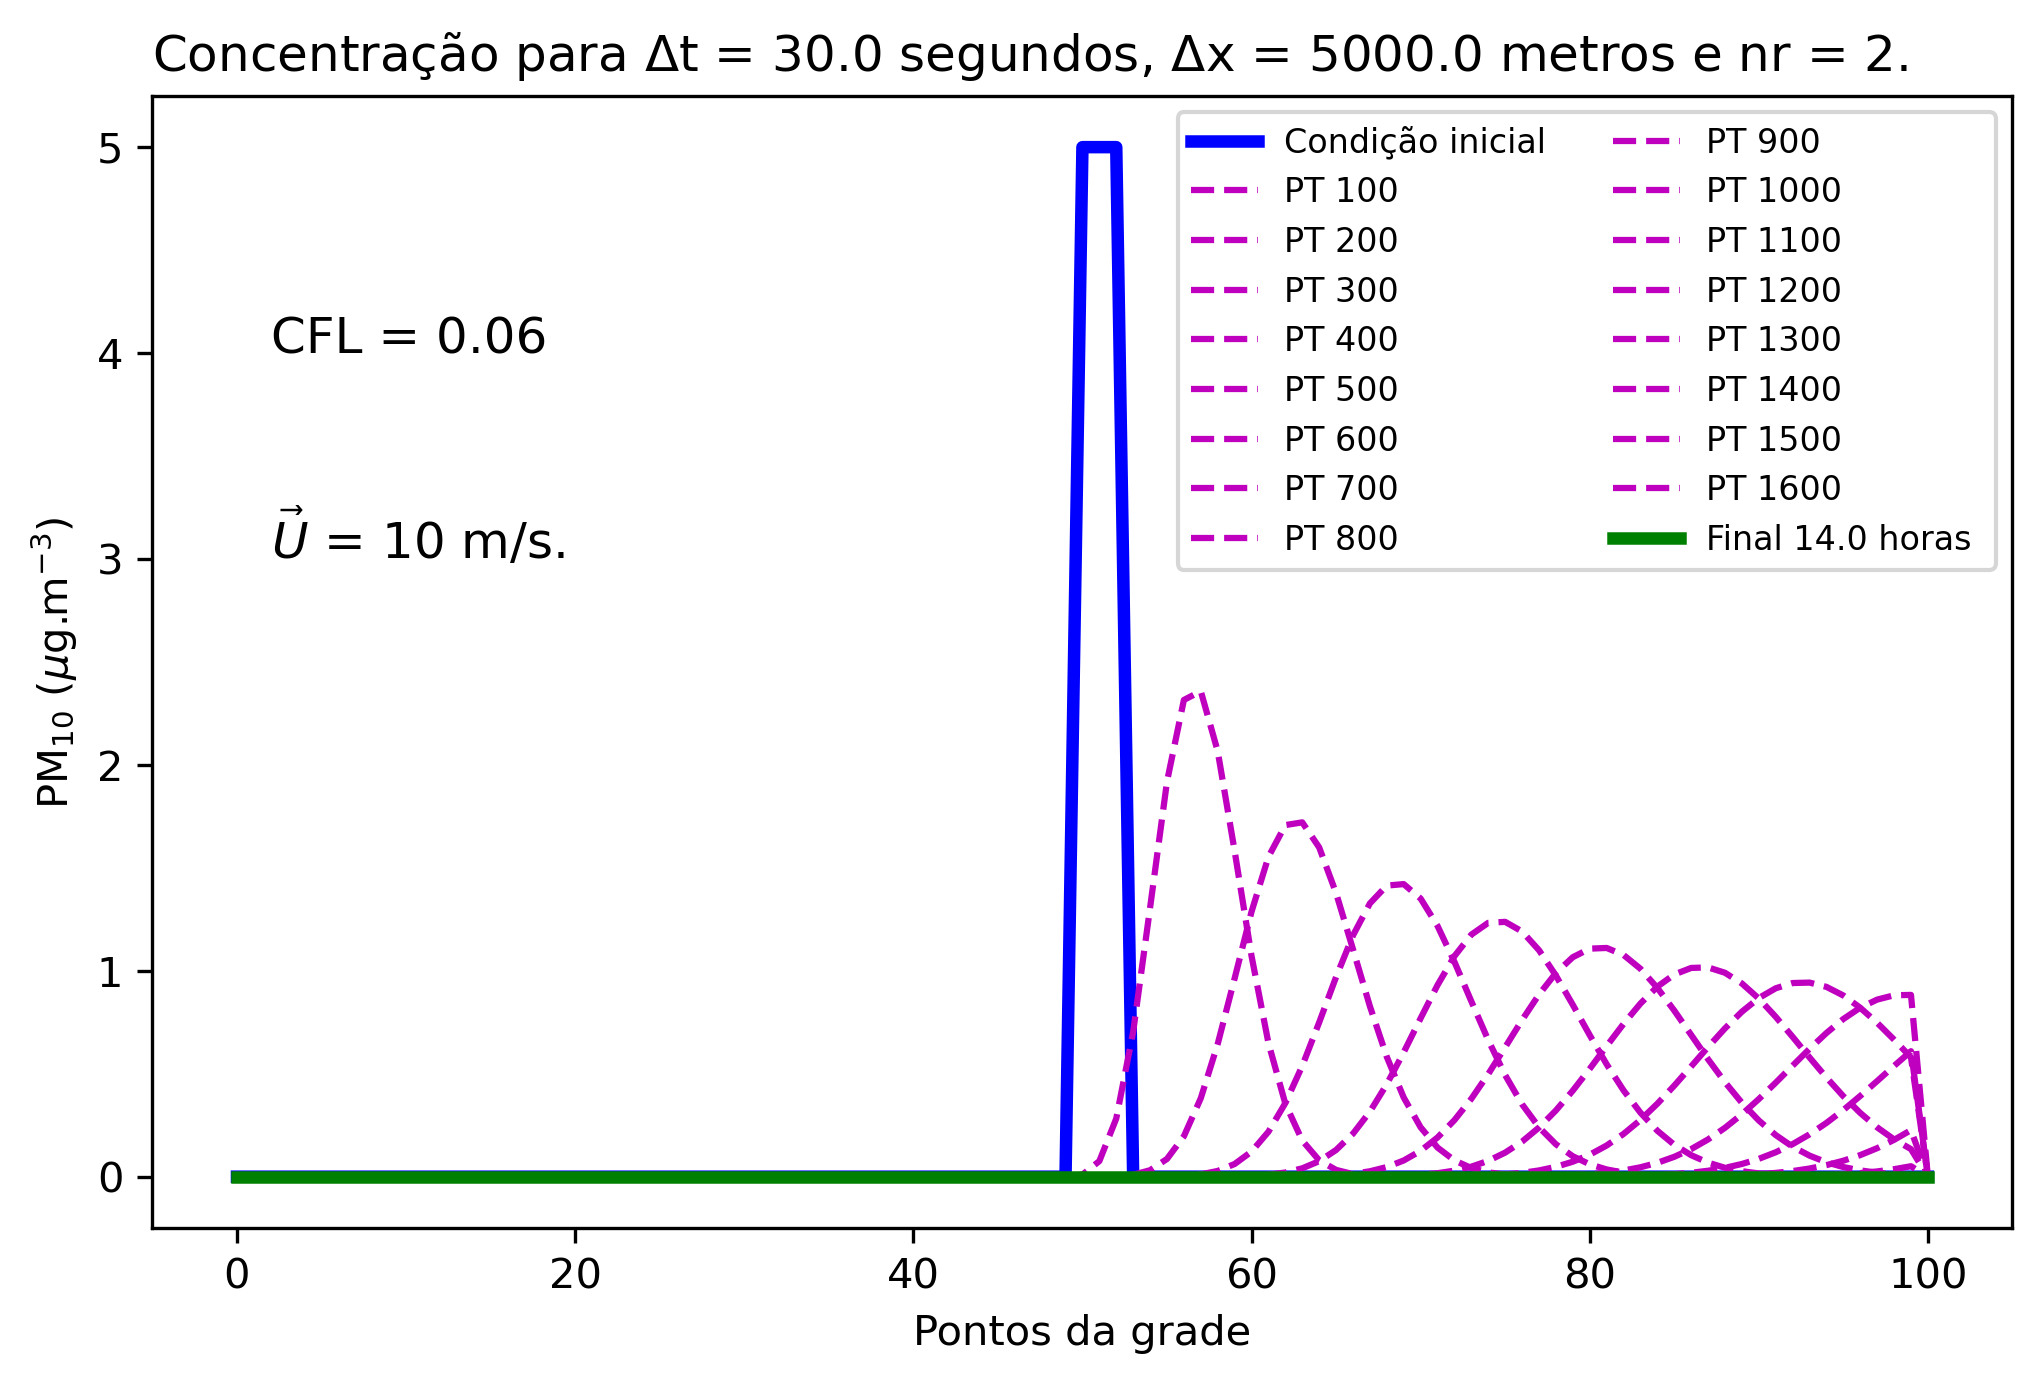 Concentração para Δt = 30.0 segundos, Δx = 5000.0 metros e nr = 2.
5
4
3
2
1
0
PM₁₀ (μg.m⁻³)
CFL = 0.06
U⃗ = 10 m/s.
Condição inicial
PT 100
PT 200
PT 300
PT 400
PT 500
PT 600
PT 700
PT 800
PT 900
PT 1000
PT 1100
PT 1200
PT 1300
PT 1400
PT 1500
PT 1600
Final 14.0 horas
0 20 40 60 80 100
Pontos da grade